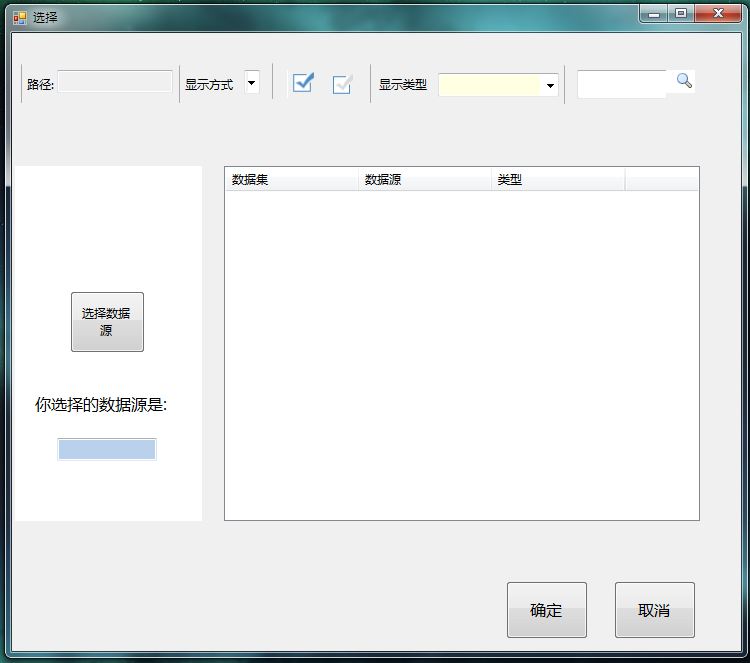 选择
路径:
显示方式
显示类型
数据集 数据源 类型
选择数据
源
你选择的数据源是:
确定 取消